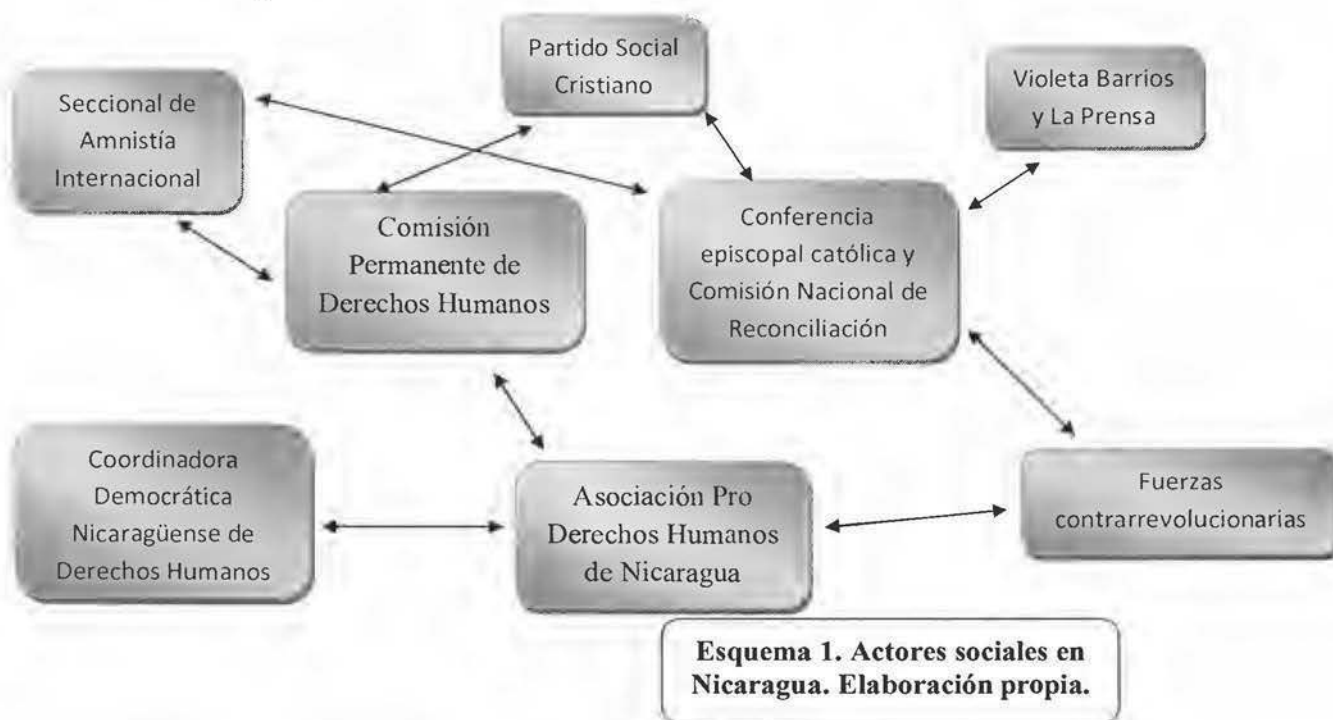 Partido Social
Cristiano
Violeta Barrios
y La Prensa
Seccional de
Amnistía
Internacional
Comisión
Permanente de
Derechos Humanos
Conferencia
episcopal católica y
Comisión Nacional de
Reconciliación
Coordinadora
Democrática
Nicaragüense de
Derechos Humanos
Asociación Pro
Derechos Humanos
de Nicaragua
Fuerzas
contrarrevolucionarias
Esquema 1. Actores sociales en
Nicaragua. Elaboración propia.